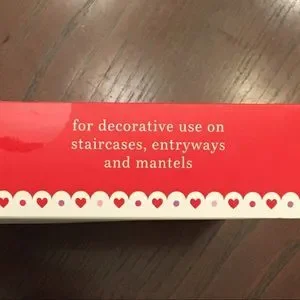 for decorative use on
staircases, entryways
and mantels